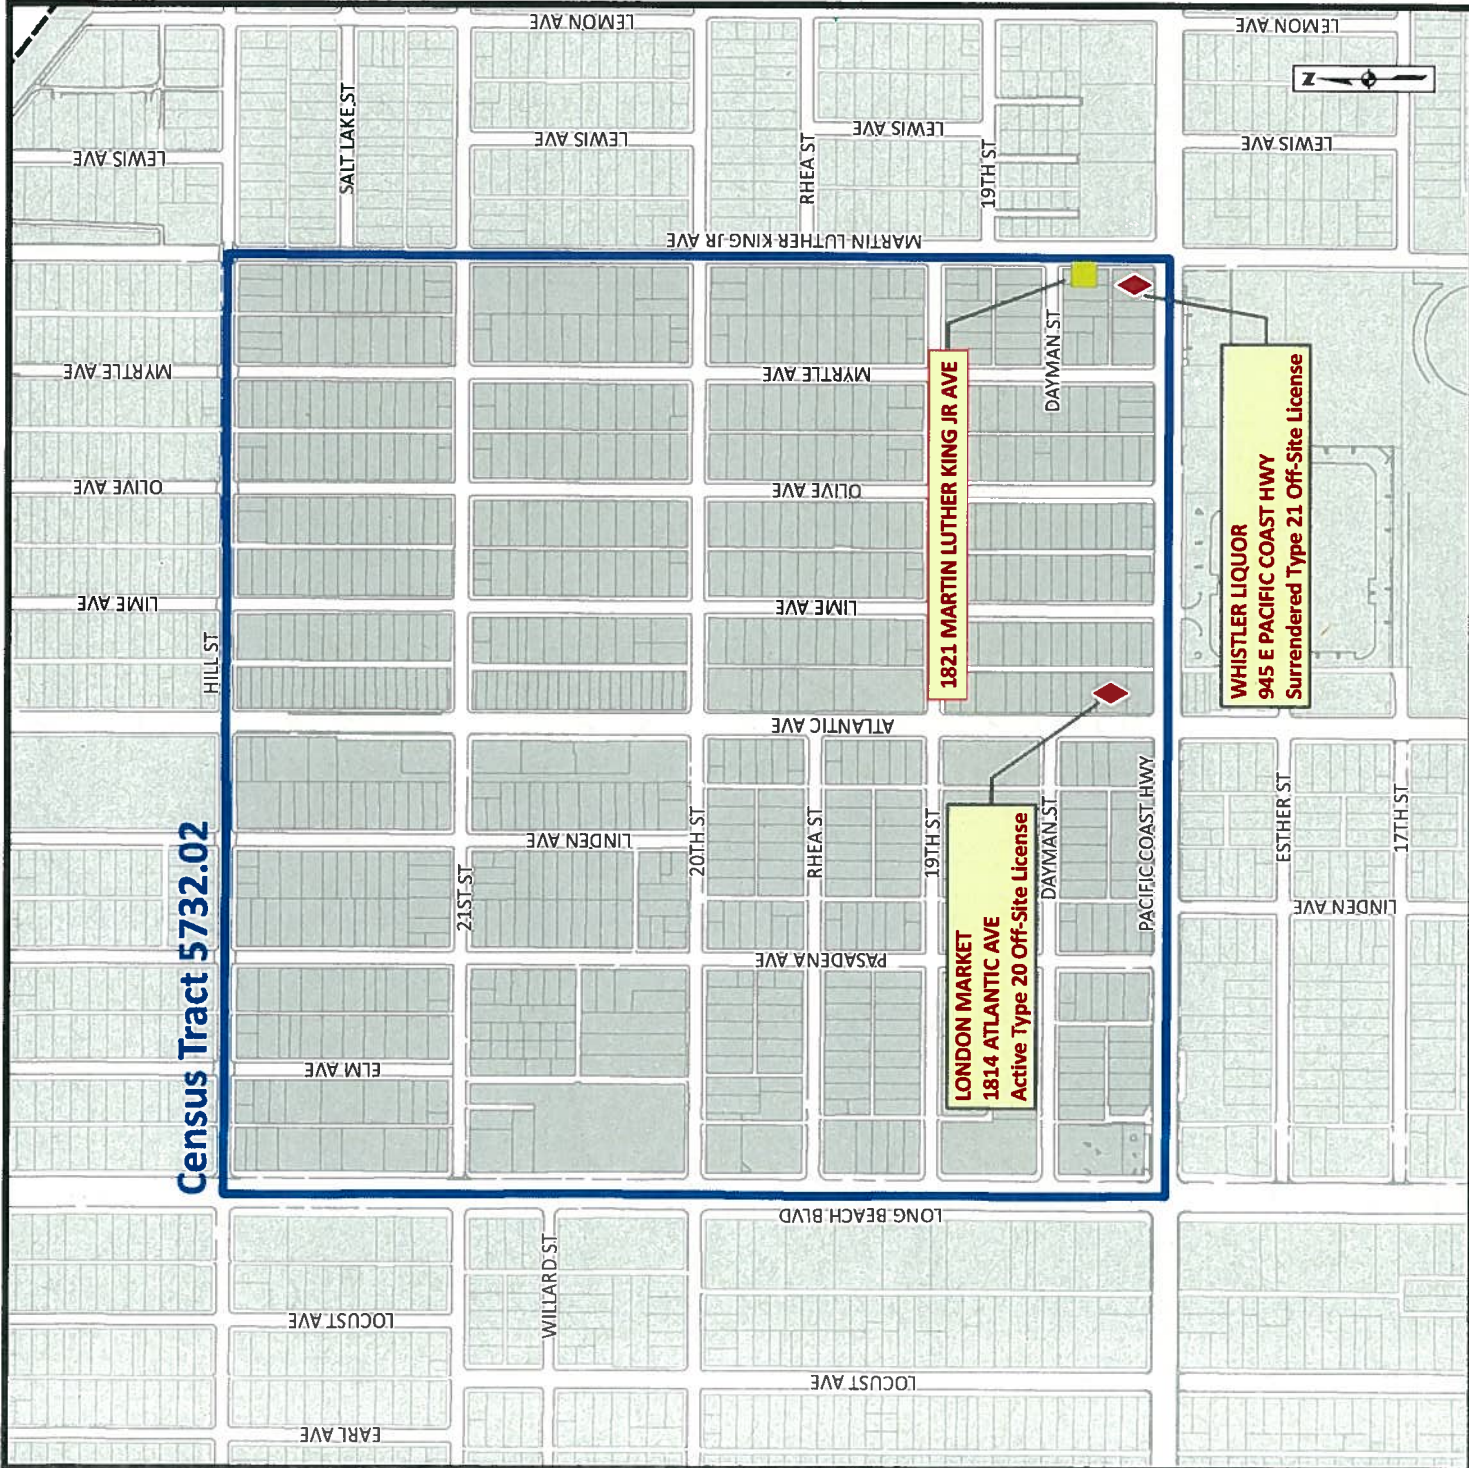 Census Tract 5732.02
LEMON AVE
LEMON AVE
LEWIS AVE
LEWIS AVE
LEWIS AVE
LEWIS AVE
SALT LAKE ST
RHEA ST
19TH ST
N
MARTIN LUTHER KING JR AVE
MYRTLE AVE
MYRTLE AVE
DAYMAN ST
OLIVE AVE
OLIVE AVE
1821 MARTIN LUTHER KING JR AVE
WHISTLER LIQUOR
945 E PACIFIC COAST HWY
Surrendered Type 21 Off-Site License
LIME AVE
LIME AVE
HILL ST
ATLANTIC AVE
LINDEN AVE
20TH ST
RHEA ST
19TH ST
DAYMAN ST
PACIFIC COAST HWY
ESTHER ST
17TH ST
21ST ST
LINDEN AVE
PASADENA AVE
LONDON MARKET
1814 ATLANTIC AVE
Active Type 20 Off-Site License
ELM AVE
LONG BEACH BLVD
WILLARD ST
LOCUST AVE
LOCUST AVE
EARL AVE